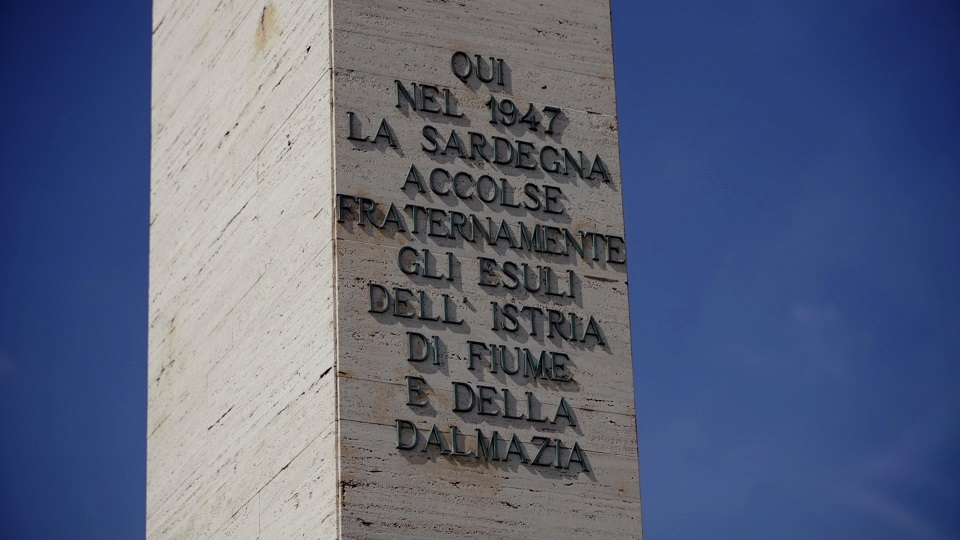 QUI
NEL 1947
LA SARDEGNA
ACCOLSE
FRATERNAMENTE
GLI ESULI
DELL' ISTRIA
DI FIUME
E DELLA
DALMAZIA